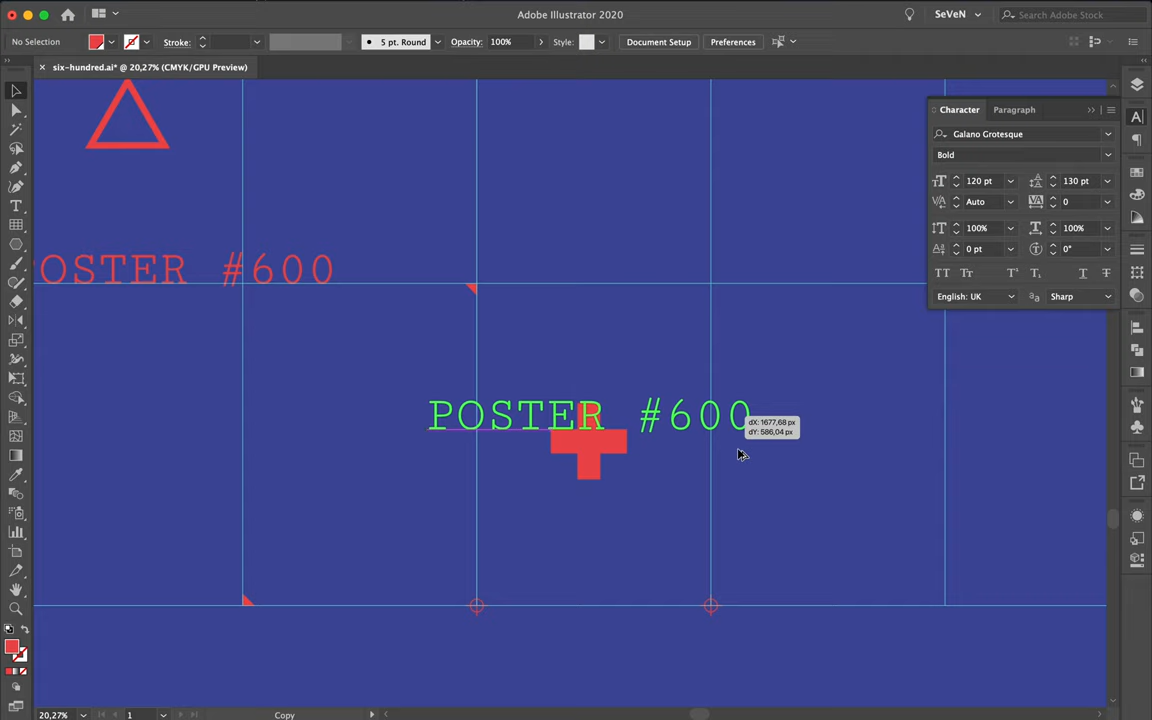 Adobe Illustrator 2020
SeVeN
Search Adobe Stock
No Selection
Stroke:
5 pt. Round
Opacity: 100%
Style:
Document Setup
Preferences
× six-hundred.ai* @ 20,27% (CMYK/GPU Preview)
Character
Paragraph
Galano Grotesque
Bold
120 pt
130 pt
Auto
0
100%
100%
0 pt
0°
English: UK
Sharp
OSTER #600
POSTER #600
dX: 1677,68 px
dY: 586,04 px
20,27%
1
Copy